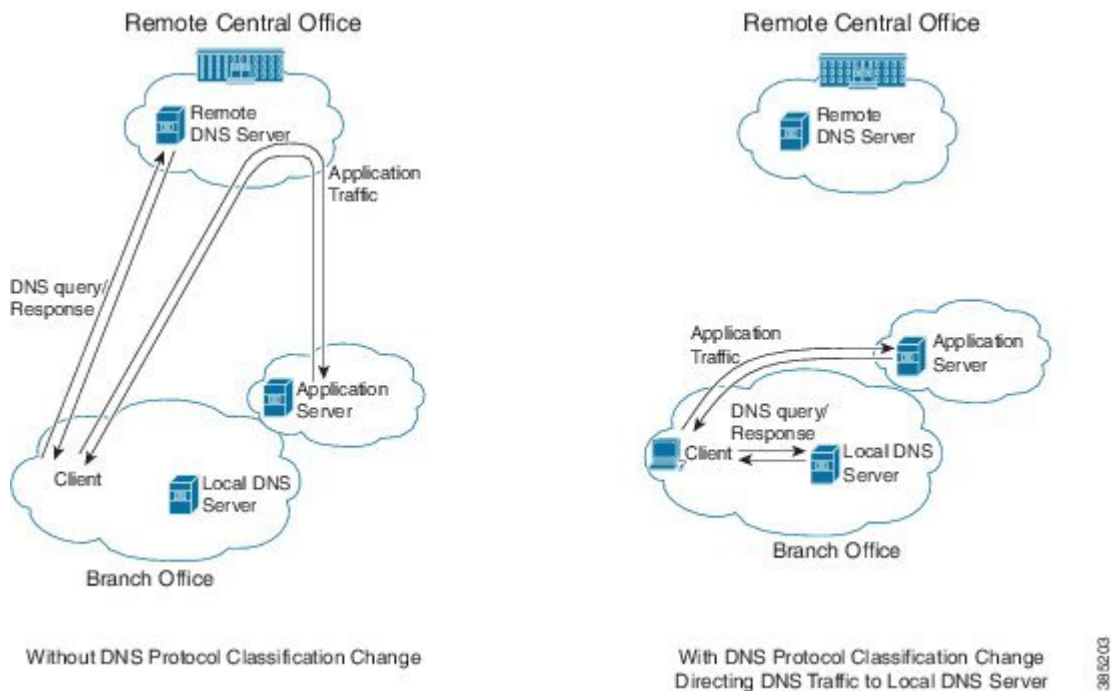 Remote Central Office
Remote
DNS Server
Application
Traffic
DNS query/
Response
Application
Server
Client
Local DNS
Server
Branch Office
Without DNS Protocol Classification Change
Remote Central Office
Remote
DNS Server
Application
Traffic
Application
Server
DNS query/
Response
Client
Local DNS
Server
Branch Office
With DNS Protocol Classification Change
Directing DNS Traffic to Local DNS Server
385203